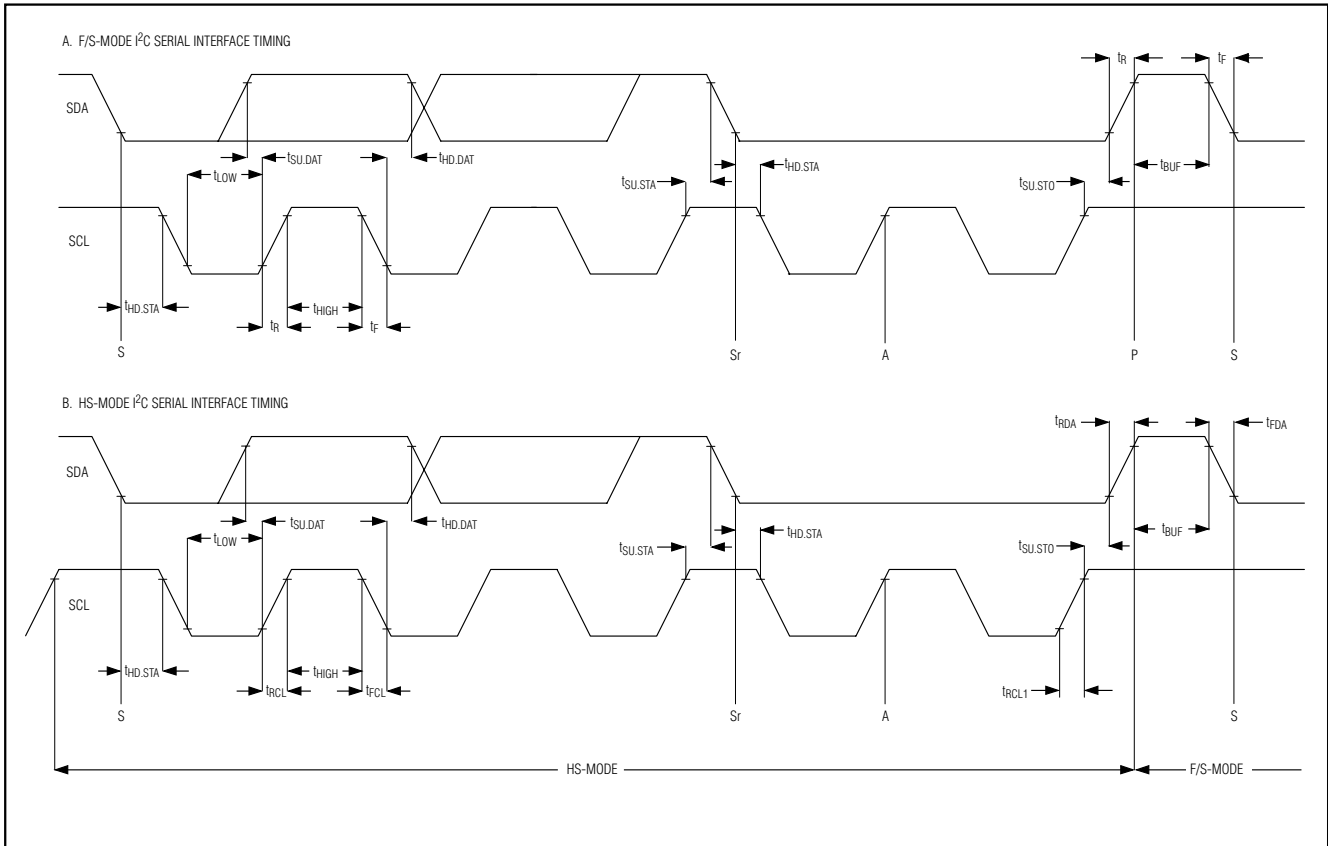 A. F/S-MODE I²C SERIAL INTERFACE TIMING
tR
tF
SDA
tSU.DAT
tHD.DAT
tLOW
tHD.STA
tBUF
tSU.STA
tSU.STO
SCL
tHD.STA
tHIGH
tR
tF
S
Sr
A
P
S
B. HS-MODE I²C SERIAL INTERFACE TIMING
tRDA
tFDA
SDA
tSU.DAT
tHD.DAT
tLOW
tHD.STA
tBUF
tSU.STA
tSU.STO
SCL
tHD.STA
tHIGH
tRCL
tFCL
tRCL1
S
Sr
A
S
HS-MODE
F/S-MODE